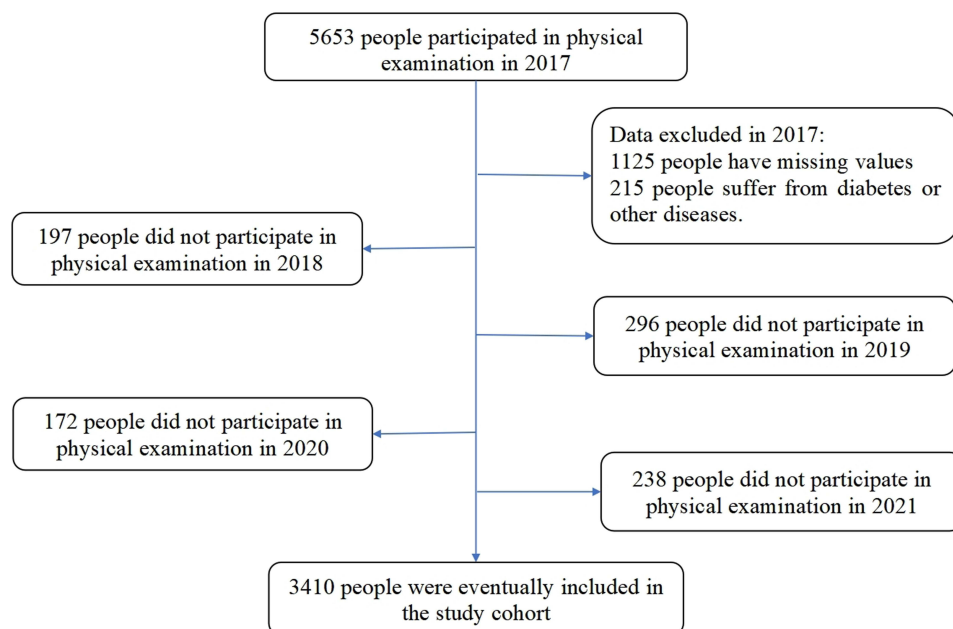 5653 people participated in physical
examination in 2017
Data excluded in 2017:
1125 people have missing values
215 people suffer from diabetes or
other diseases.
197 people did not participate in
physical examination in 2018
296 people did not participate in
physical examination in 2019
172 people did not participate in
physical examination in 2020
238 people did not participate in
physical examination in 2021
3410 people were eventually included in
the study cohort